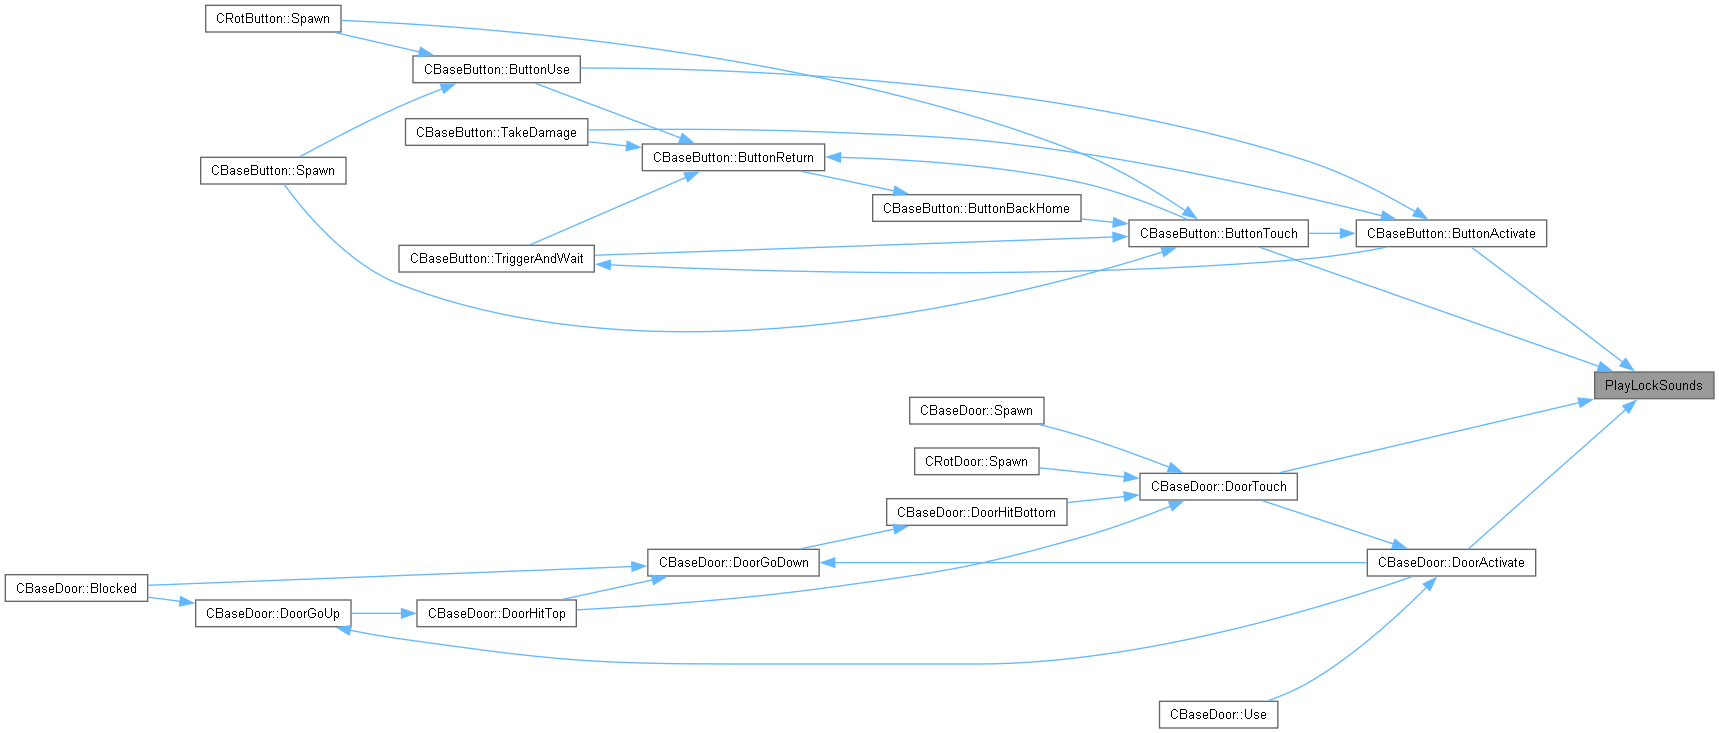 CRotButton::Spawn
CBaseButton::ButtonUse
CBaseButton::TakeDamage
CBaseButton::ButtonReturn
CBaseButton::Spawn
CBaseButton::ButtonBackHome
CBaseButton::ButtonTouch
CBaseButton::ButtonActivate
CBaseButton::TriggerAndWait
PlayLockSounds
CBaseDoor::Spawn
CRotDoor::Spawn
CBaseDoor::DoorTouch
CBaseDoor::DoorHitBottom
CBaseDoor::DoorGoDown
CBaseDoor::DoorActivate
CBaseDoor::Blocked
CBaseDoor::DoorGoUp
CBaseDoor::DoorHitTop
CBaseDoor::Use